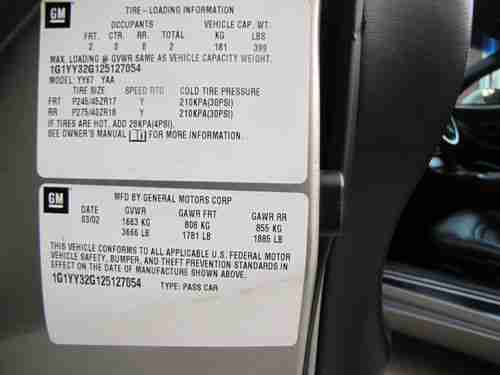 GM
TIRE-LOADING INFORMATION
OCCUPANTS VEHICLE CAP. WT.
FRT. CTR. RR. TOTAL KG LBS
2 0 0 2 181 399
MAX. LOADING @ GVWR SAME AS VEHICLE CAPACITY WEIGHT.
1G1YY32G125127054
MODEL: YY67 YAA
TIRE SIZE SPEED RTG COLD TIRE PRESSURE
FRT P245/45ZR17 Y 210KPA(30PSI)
RR P275/40ZR18 Y 210KPA(30PSI)
IF TIRES ARE HOT, ADD 28KPA(4PSI)
SEE OWNER'S MANUAL FOR MORE INFORMATION.
GM
MFD BY GENERAL MOTORS CORP
DATE GVWR GAWR FRT GAWR RR
03/02 1663 KG 808 KG 855 KG
3666 LB 1781 LB 1885 LB
THIS VEHICLE CONFORMS TO ALL APPLICABLE U.S. FEDERAL MOTOR
VEHICLE SAFETY, BUMPER, AND THEFT PREVENTION STANDARDS IN
EFFECT ON THE DATE OF MANUFACTURE SHOWN ABOVE.
1G1YY32G125127054
TYPE: PASS CAR